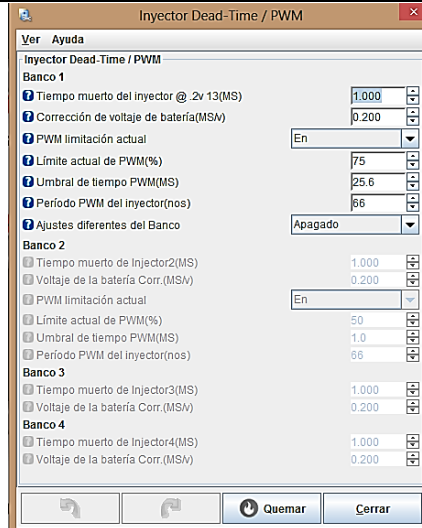 Inyector Dead-Time / PWM
Ver Ayuda
Inyector Dead-Time / PWM
Banco 1
Tiempo muerto del inyector @ .2v 13(MS) 1.000
Corrección de voltaje de batería(MS/v) 0.200
PWM limitación actual En
Límite actual de PWM(%) 75
Umbral de tiempo PWM(MS) 25.6
Período PWM del inyector(nos) 66
Ajustes diferentes del Banco Apagado
Banco 2
Tiempo muerto de Injector2(MS) 1.000
Voltaje de la batería Corr.(MS/v) 0.200
PWM limitación actual En
Límite actual de PWM(%) 50
Umbral de tiempo PWM(MS) 1.0
Período PWM del inyector(nos) 66
Banco 3
Tiempo muerto de Injector3(MS) 1.000
Voltaje de la batería Corr.(MS/v) 0.200
Banco 4
Tiempo muerto de Injector4(MS) 1.000
Voltaje de la batería Corr.(MS/v) 0.200
Quemar Cerrar